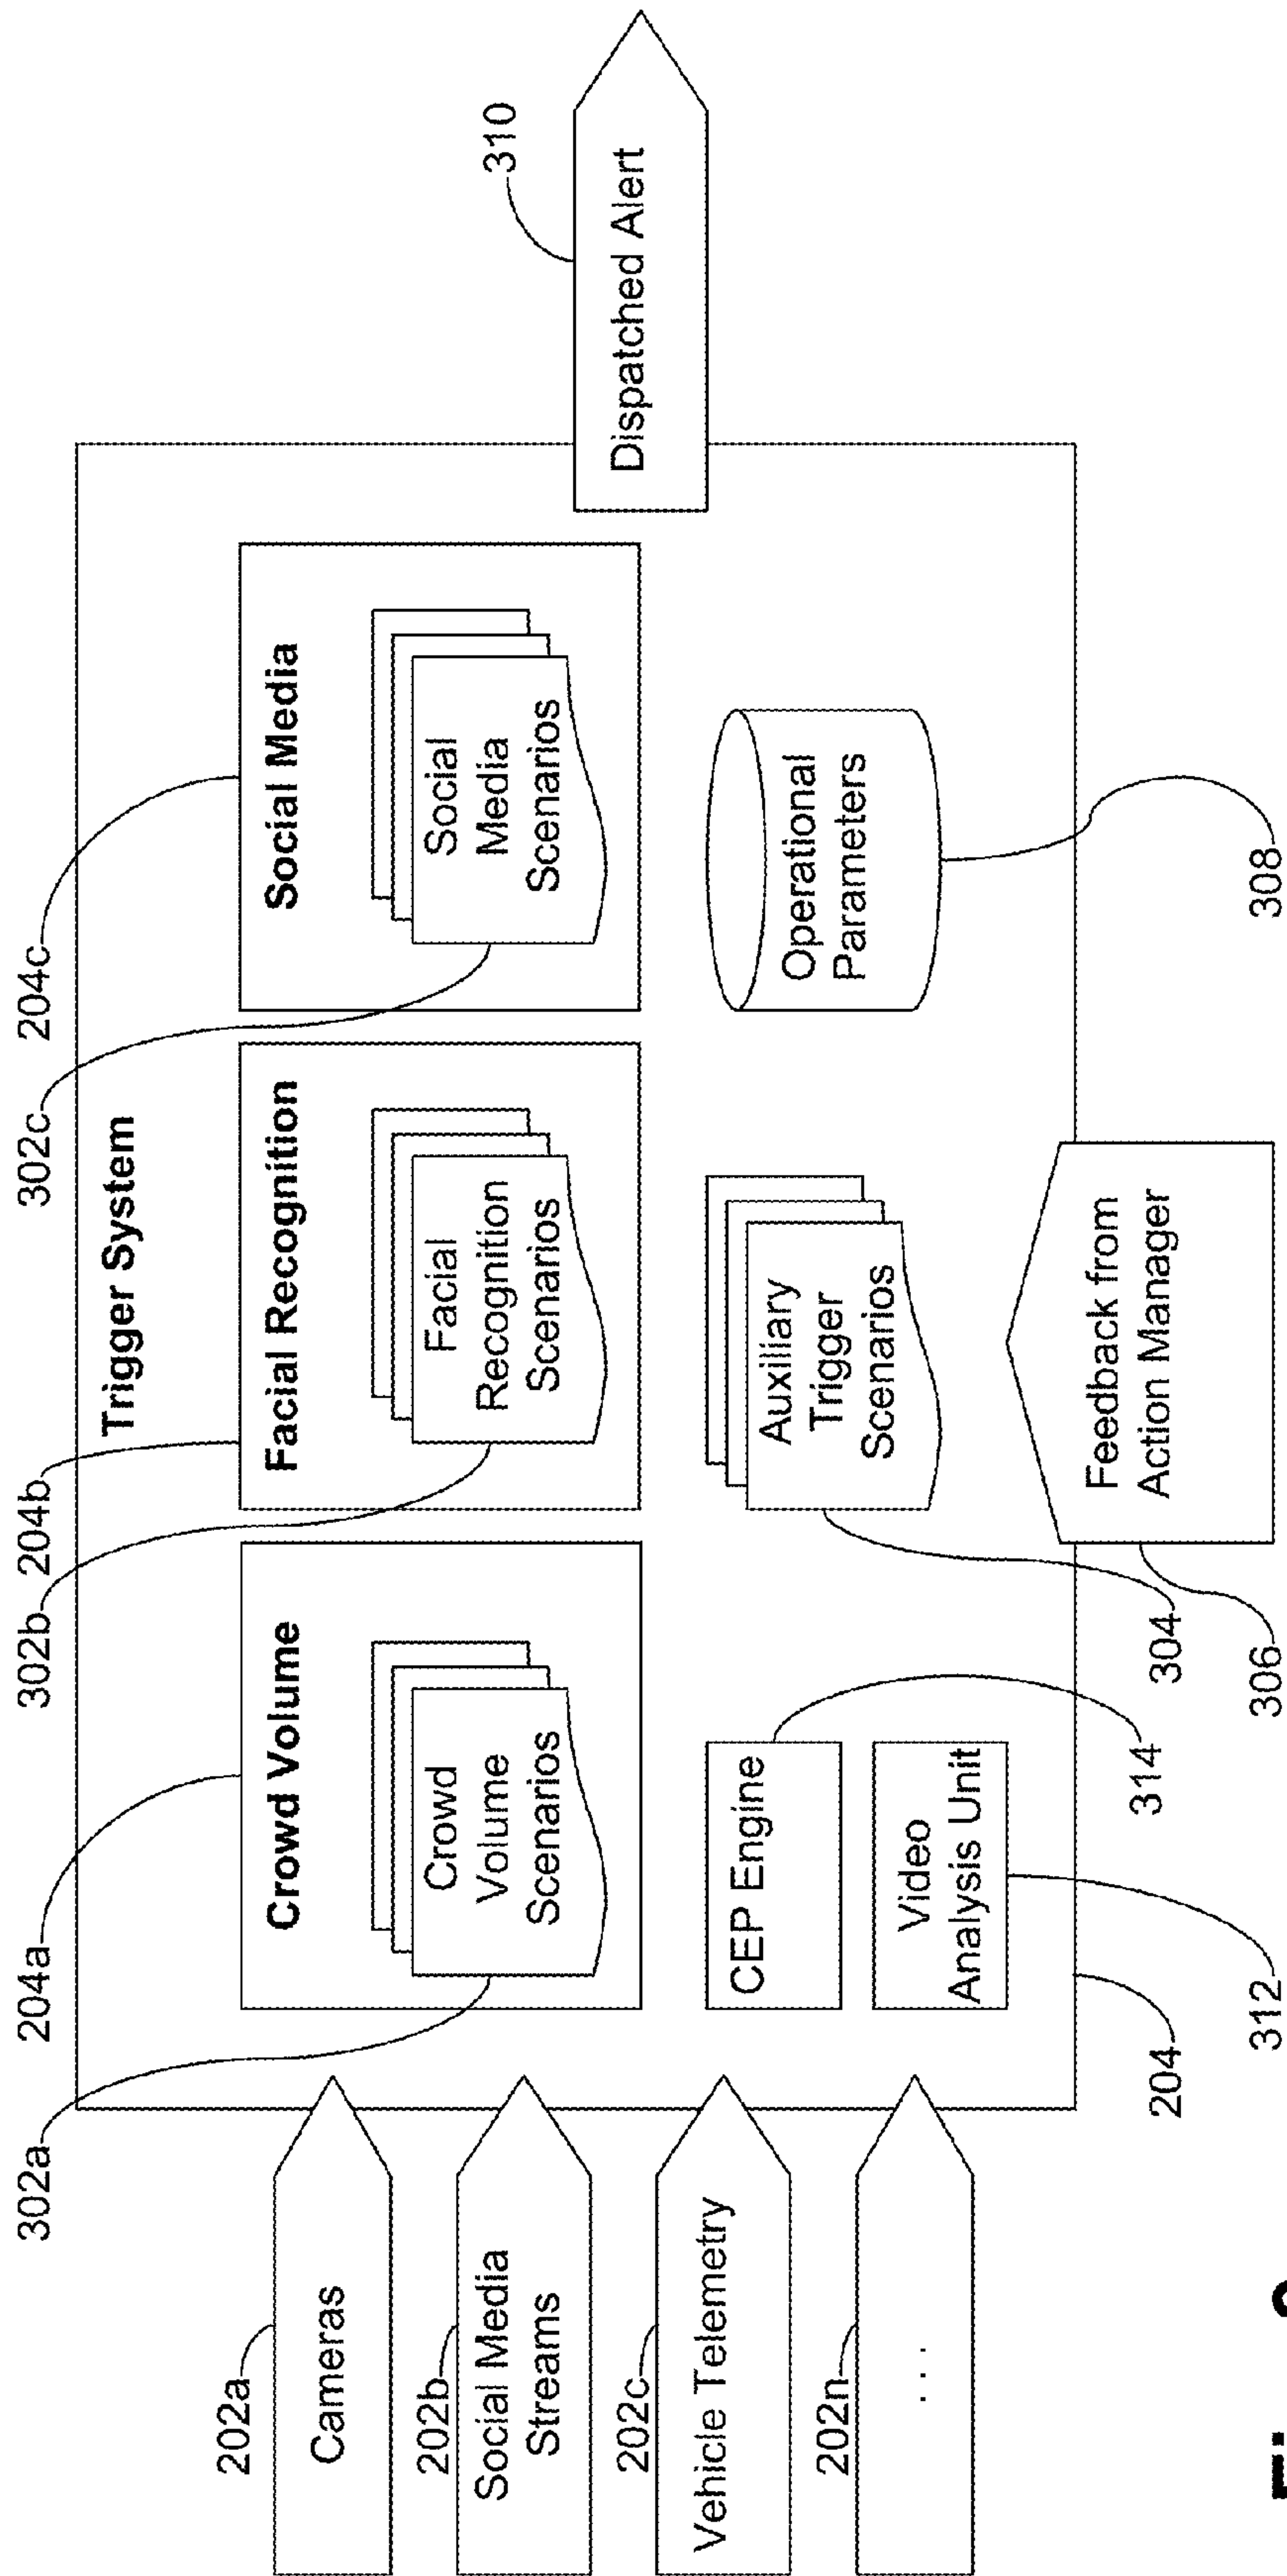 Trigger System
204a
204b
204c
302a
302b
302c
Crowd Volume
Crowd
Volume
Scenarios
Facial Recognition
Facial
Recognition
Scenarios
Social Media
Social
Media
Scenarios
202a
Cameras
202b
Social Media
Streams
202c
Vehicle Telemetry
202n
...
CEP Engine
Video
Analysis Unit
Auxiliary
Trigger
Scenarios
Operational
Parameters
Feedback from
Action Manager
310
Dispatched Alert
204
312
314
304
306
308